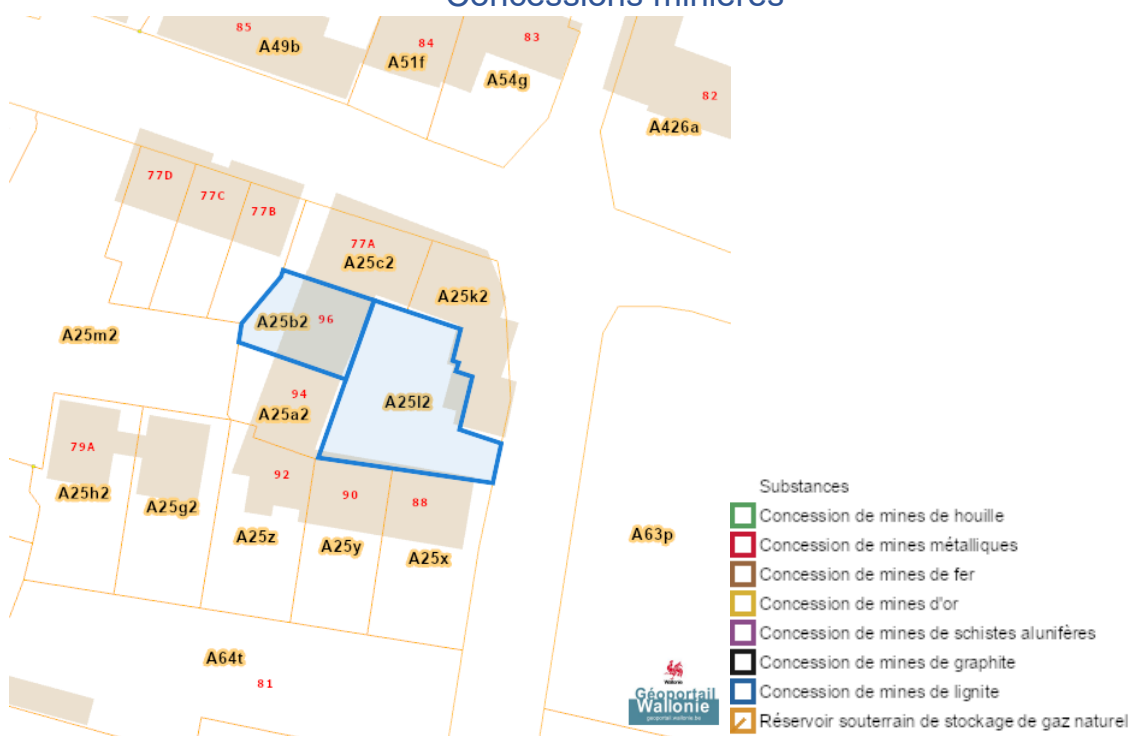 Concessions minières
85
A49b
84
A51f
83
A54g
82
A426a
77D
77C
77B
77A
A25c2
A25k2
A25b2
96
A25m2
94
A25a2
A25l2
79A
A25h2
A25g2
92
A25z
90
A25y
88
A25x
A63p
A64t
81
Wallonie
Géoportail
Wallonie
geoportail.wallonie.be
Substances
Concession de mines de houille
Concession de mines métalliques
Concession de mines de fer
Concession de mines d'or
Concession de mines de schistes alunifères
Concession de mines de graphite
Concession de mines de lignite
Réservoir souterrain de stockage de gaz naturel